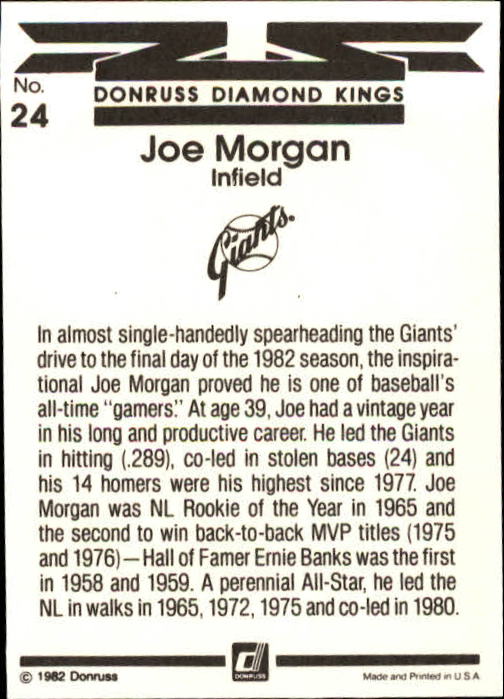 No.
24
DONRUSS DIAMOND KINGS
Joe Morgan
Infield
Giants.
In almost single-handedly spearheading the Giants'
drive to the final day of the 1982 season, the inspira-
tional Joe Morgan proved he is one of baseball's
all-time "gamers." At age 39, Joe had a vintage year
in his long and productive career. He led the Giants
in hitting (.289), co-led in stolen bases (24) and
his 14 homers were his highest since 1977. Joe
Morgan was NL Rookie of the Year in 1965 and
the second to win back-to-back MVP titles (1975
and 1976)—Hall of Famer Ernie Banks was the first
in 1958 and 1959. A perennial All-Star, he led the
NL in walks in 1965, 1972, 1975 and co-led in 1980.
© 1982 Donruss
d
DONRUSS
Made and Printed in U.S.A.